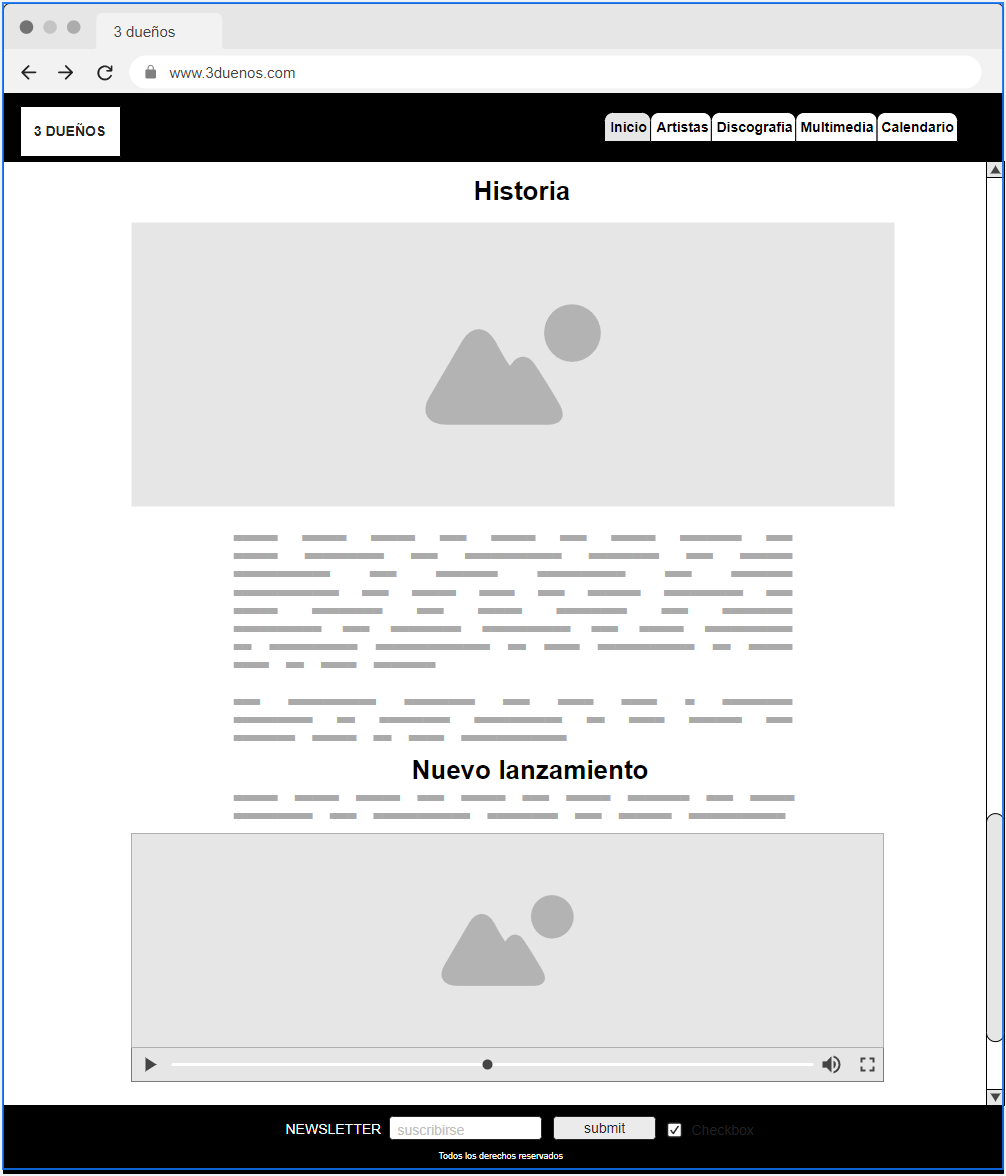 3 dueños
www.3duenos.com
3 DUEÑOS
Inicio Artistas Discografia Multimedia Calendario
Historia
Nuevo lanzamiento
NEWSLETTER suscribirse submit Checkbox
Todos los derechos reservados